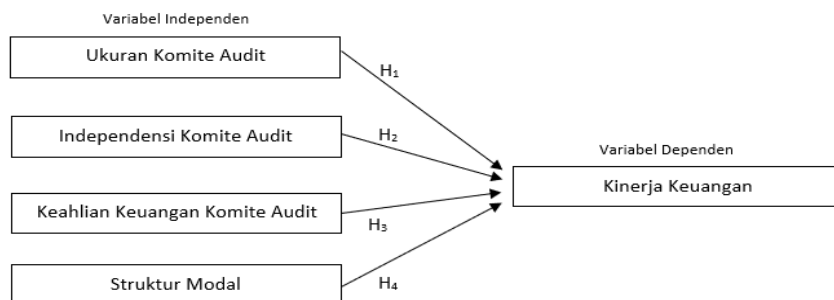 Variabel Independen
Ukuran Komite Audit
H₁
Independensi Komite Audit
H₂
Variabel Dependen
Kinerja Keuangan
Keahlian Keuangan Komite Audit
H₃
Struktur Modal
H₄